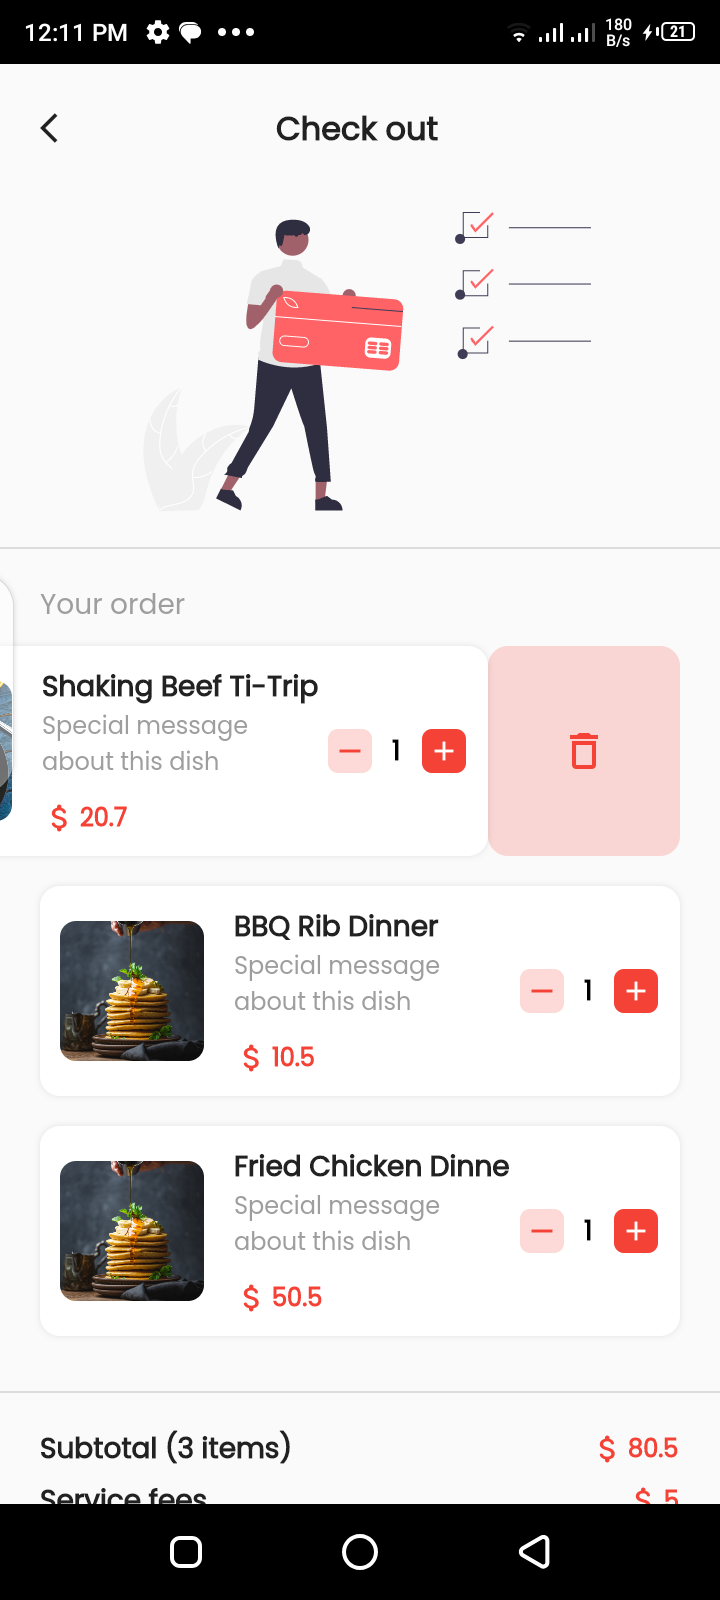 12:11 PM
180
B/s
21
Check out
Your order
Shaking Beef Ti-Trip
Special message
about this dish
1
$ 20.7
BBQ Rib Dinner
Special message
about this dish
1
$ 10.5
Fried Chicken Dinne
Special message
about this dish
1
$ 50.5
Subtotal (3 items) $ 80.5
Service fees $ 5